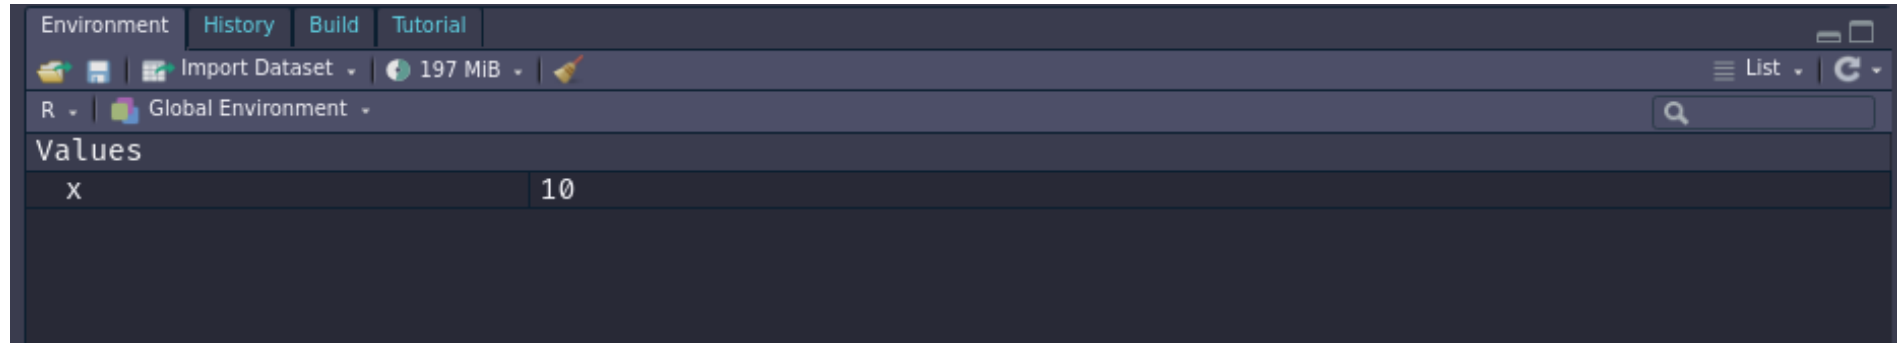 Environment History Build Tutorial
Import Dataset 197 MiB List
R Global Environment
Values
x 10